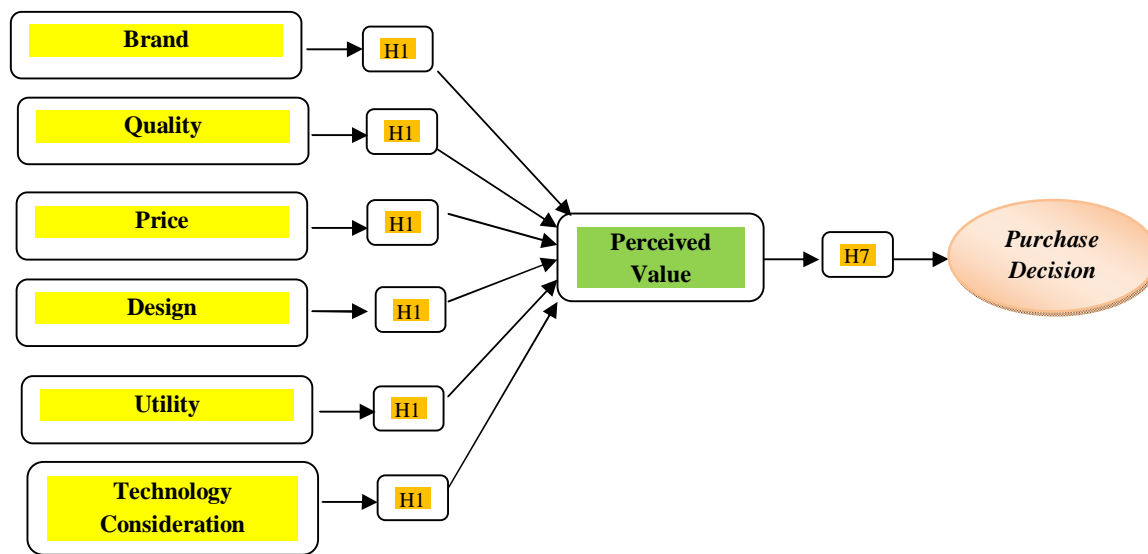 Brand
H1
Quality
H1
Price
H1
Design
H1
Utility
H1
Technology
Consideration
H1
Perceived
Value
H7
Purchase
Decision